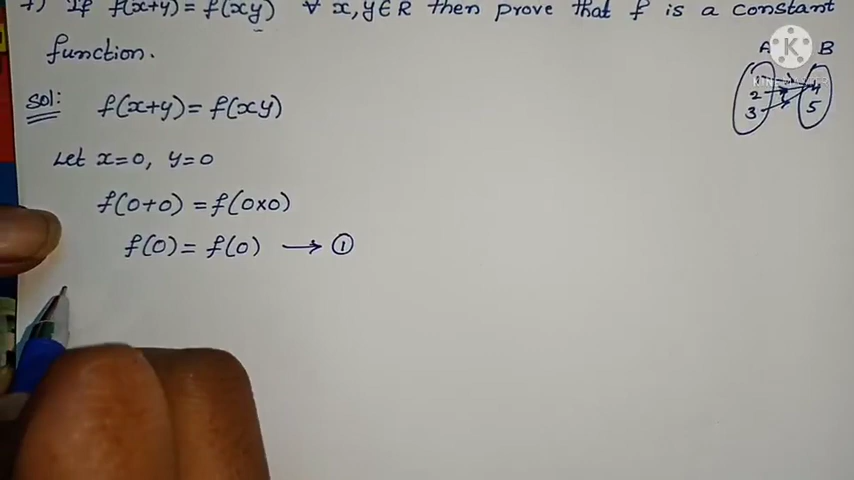 If f(x+y) = f(xy) ∀ x,y∈R then prove that f is a constant
function.
A K B
1 2 3 4 5
Sol: f(x+y) = f(xy)
Let x=0, y=0
f(0+0) = f(0×0)
f(0) = f(0) → ①